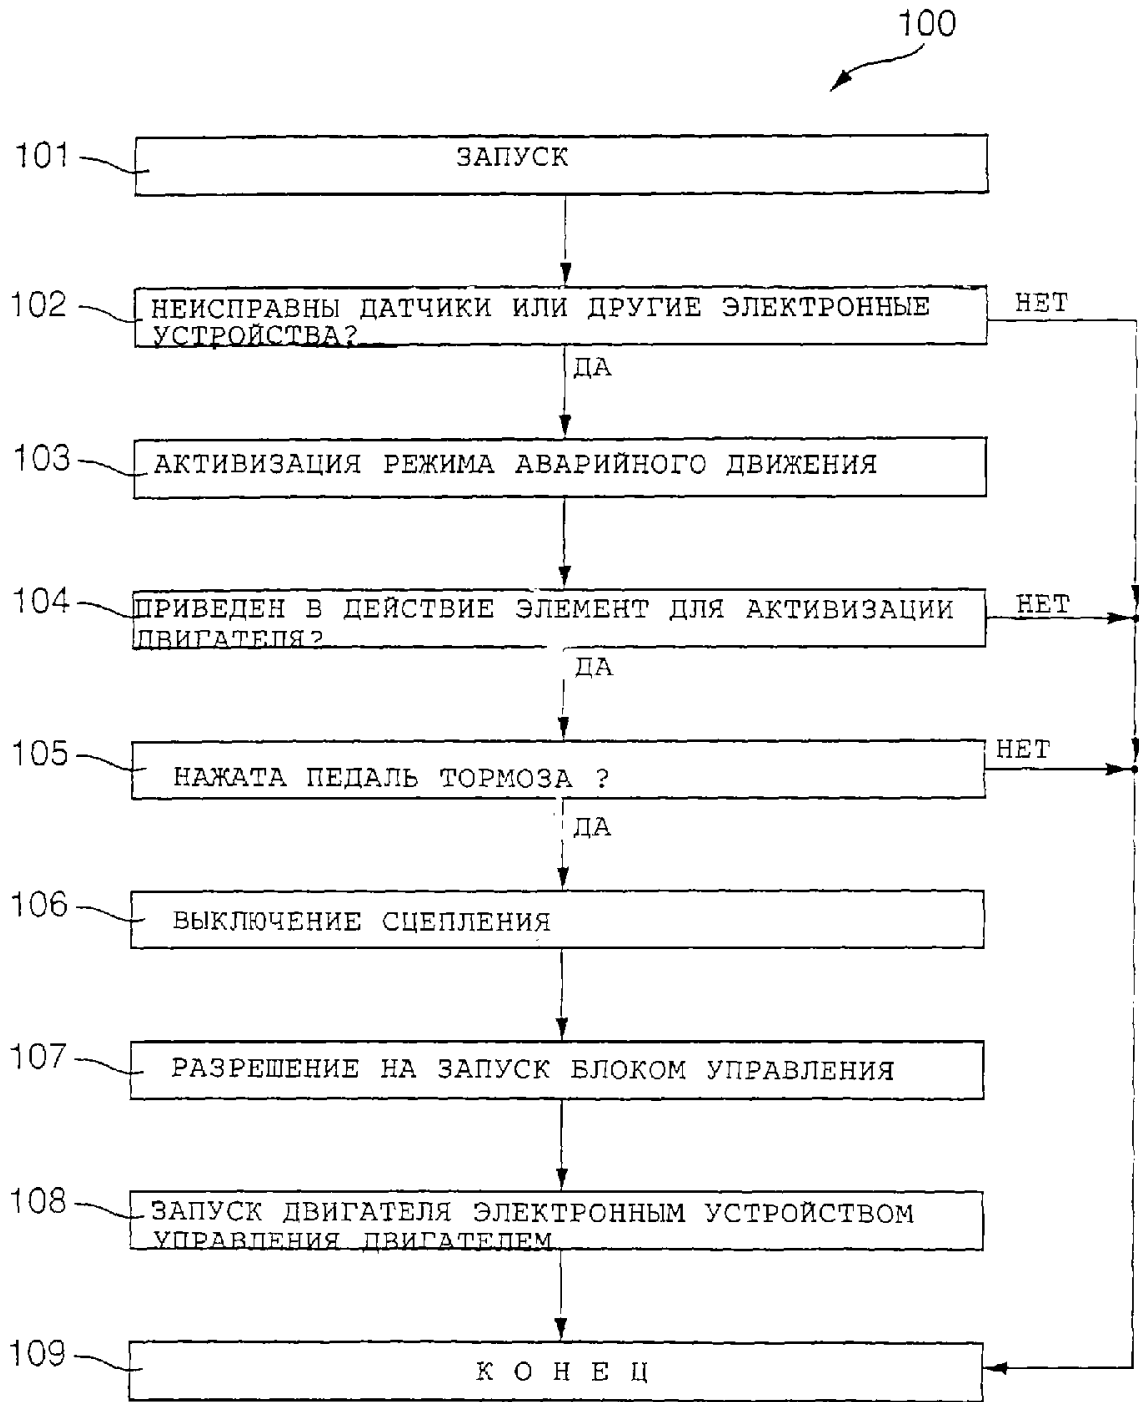 100
101
ЗАПУСК
102
НЕИСПРАВНЫ ДАТЧИКИ ИЛИ ДРУГИЕ ЭЛЕКТРОННЫЕ
УСТРОЙСТВА?
НЕТ
ДА
103
АКТИВИЗАЦИЯ РЕЖИМА АВАРИЙНОГО ДВИЖЕНИЯ
104
ПРИВЕДЕН В ДЕЙСТВИЕ ЭЛЕМЕНТ ДЛЯ АКТИВИЗАЦИИ
ДВИГАТЕЛЯ?
НЕТ
ДА
105
НАЖАТА ПЕДАЛЬ ТОРМОЗА ?
НЕТ
ДА
106
ВЫКЛЮЧЕНИЕ СЦЕПЛЕНИЯ
107
РАЗРЕШЕНИЕ НА ЗАПУСК БЛОКОМ УПРАВЛЕНИЯ
108
ЗАПУСК ДВИГАТЕЛЯ ЭЛЕКТРОННЫМ УСТРОЙСТВОМ
УПРАВЛЕНИЯ ДВИГАТЕЛЕМ
109
К О Н Е Ц